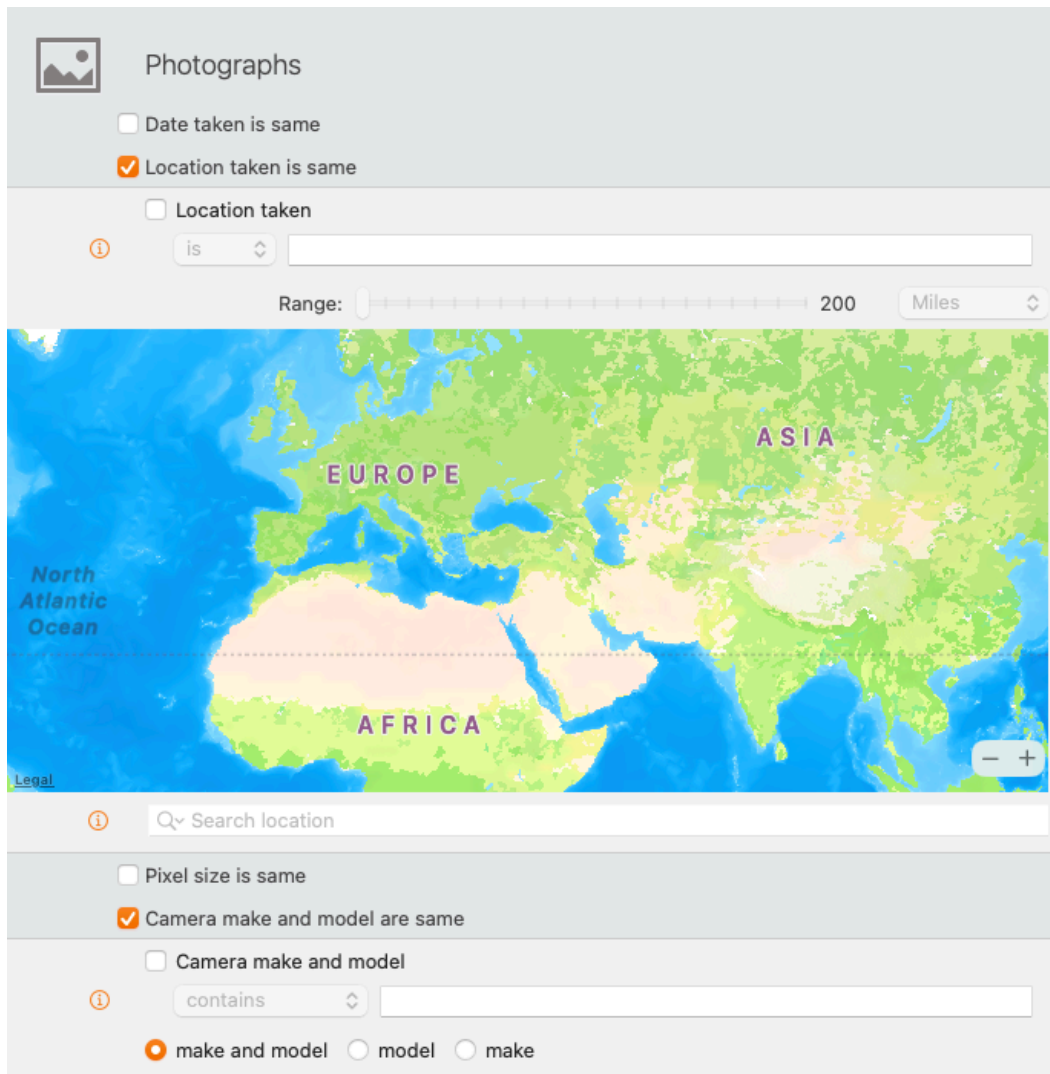 Photographs
Date taken is same
Location taken is same
Location taken
is
Range: 200 Miles
ASIA
EUROPE
North
Atlantic
Ocean
AFRICA
Legal
Search location
Pixel size is same
Camera make and model are same
Camera make and model
contains
make and model model make